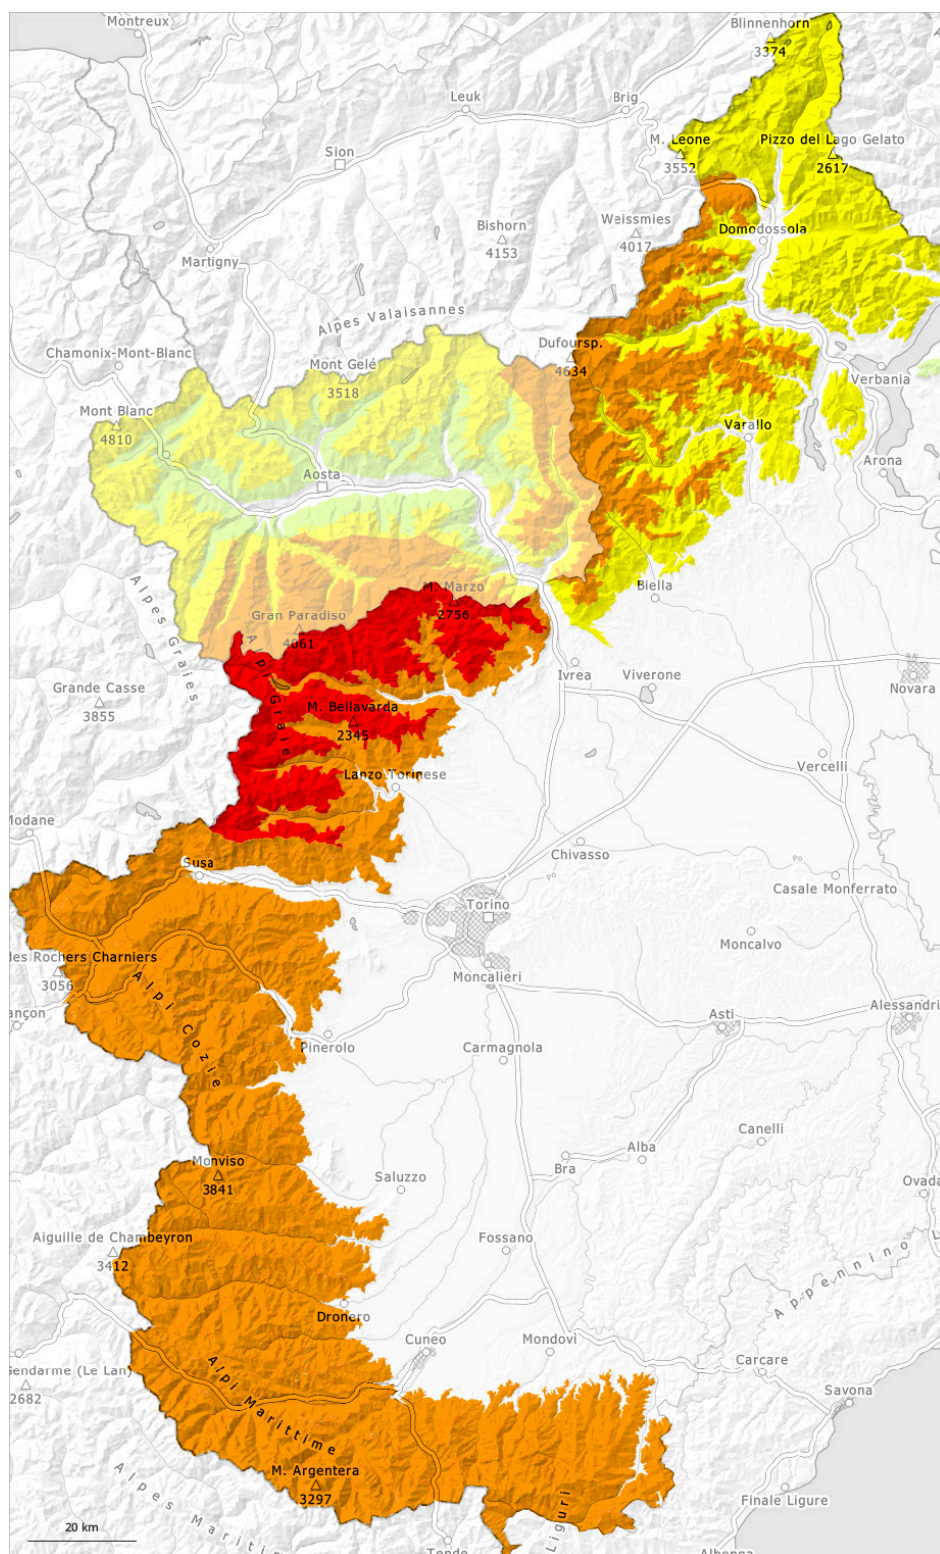 Montreux
Blinnenhorn
3374
Leuk
Brig
M. Leone
3552
Pizzo del Lago Gelato
2617
Sion
Bishorn
4153
Weissmies
4017
Domodossola
Martigny
Alpes Valaisannes
Chamonix-Mont-Blanc
Mont Gelé
3518
Dufoursp.
4634
Verbania
Mont Blanc
4810
Varallo
Aosta
Arona
Alpes Graies
M. Marzo
2756
Biella
Gran Paradiso
4061
Alpi Graie
Ivrea
Viverone
Novara
Grande Casse
3855
M. Bellavarda
2345
Vercelli
Lanzo Torinese
Modane
Chivasso
Susa
Po
Po
Casale Monferrato
Torino
Moncalvo
des Rochers Charniers
3056
Moncalieri
Alpi Cozie
ançon
Asti
Alessandri
Pinerolo
Carmagnola
Canelli
Alba
Monviso
3841
Bra
Saluzzo
Ovada
Aiguille de Chambeyron
3412
Fossano
Appennino L
Dronero
Cuneo
Mondovì
Gendarme (Le Lan)
2682
Carcare
Alpi Marittime
Savona
M. Argentera
3297
Alpes Mariti
Liguri
Finale Ligure
20 km
Tende
Albenga